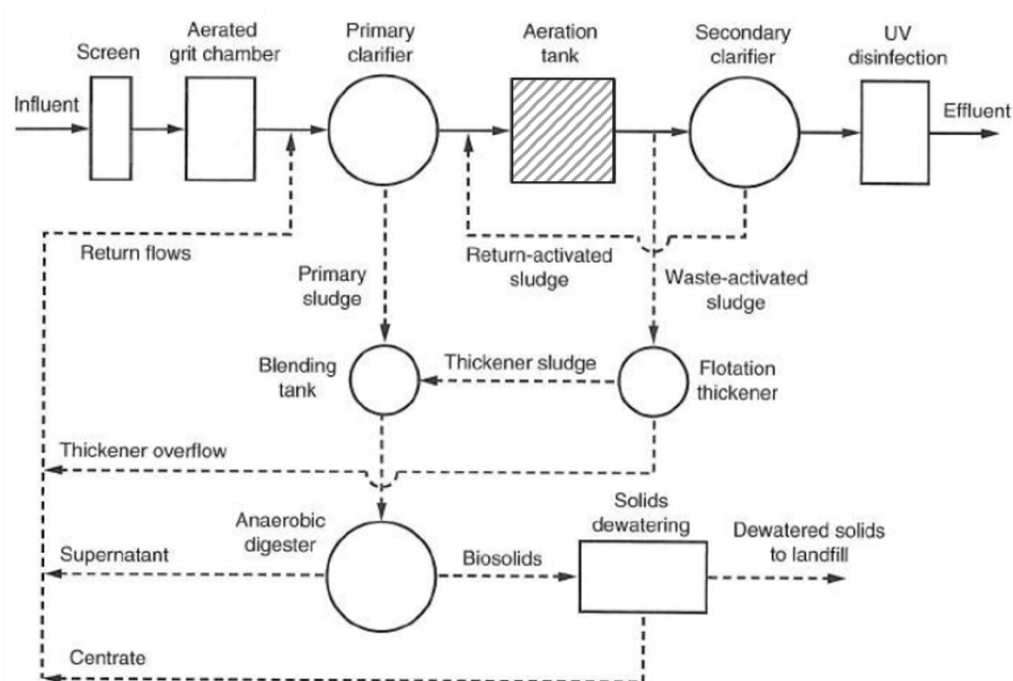 Screen
Aerated
grit chamber
Primary
clarifier
Aeration
tank
Secondary
clarifier
UV
disinfection
Influent
Effluent
Return flows
Primary
sludge
Return-activated
sludge
Waste-activated
sludge
Blending
tank
Thickener sludge
Flotation
thickener
Thickener overflow
Anaerobic
digester
Solids
dewatering
Dewatered solids
to landfill
Supernatant
Biosolids
Centrate